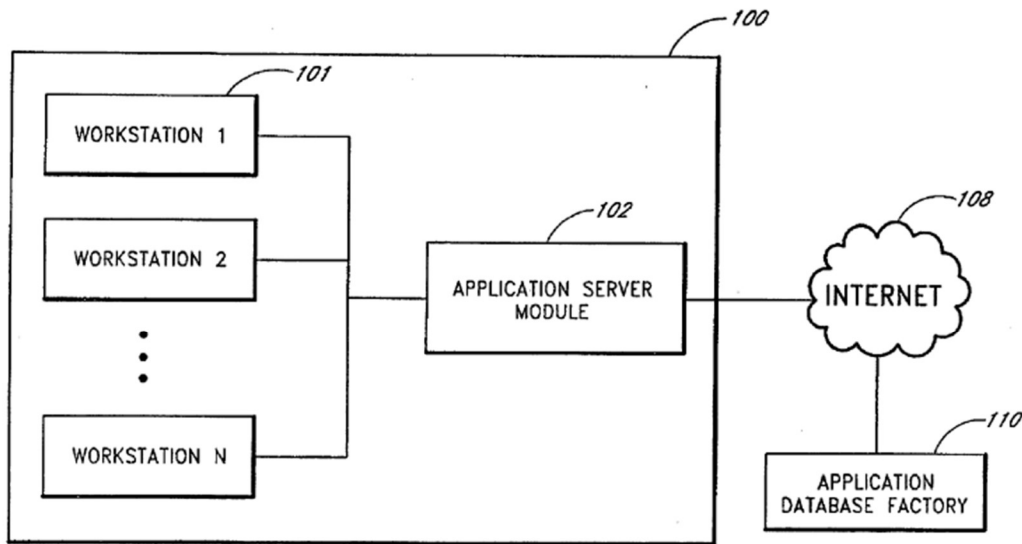 100
101
WORKSTATION 1
WORKSTATION 2
WORKSTATION N
102
APPLICATION SERVER
MODULE
108
INTERNET
110
APPLICATION
DATABASE FACTORY